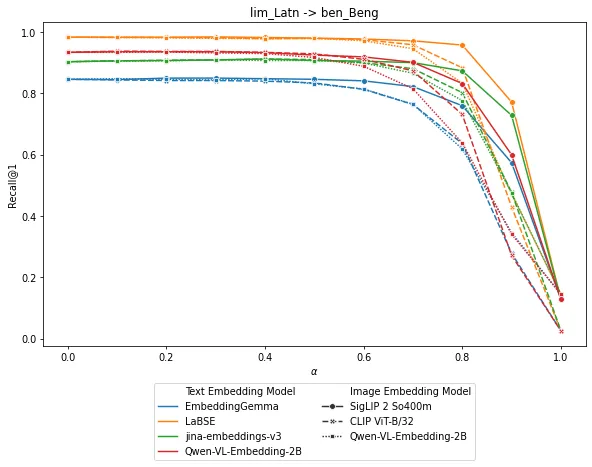 lim_Latn -> ben_Beng
Recall@1
1.0
0.8
0.6
0.4
0.2
0.0
0.0 0.2 0.4 0.6 0.8 1.0
α
Text Embedding Model
EmbeddingGemma
LaBSE
jina-embeddings-v3
Qwen-VL-Embedding-2B
Image Embedding Model
SigLIP 2 So400m
CLIP ViT-B/32
Qwen-VL-Embedding-2B